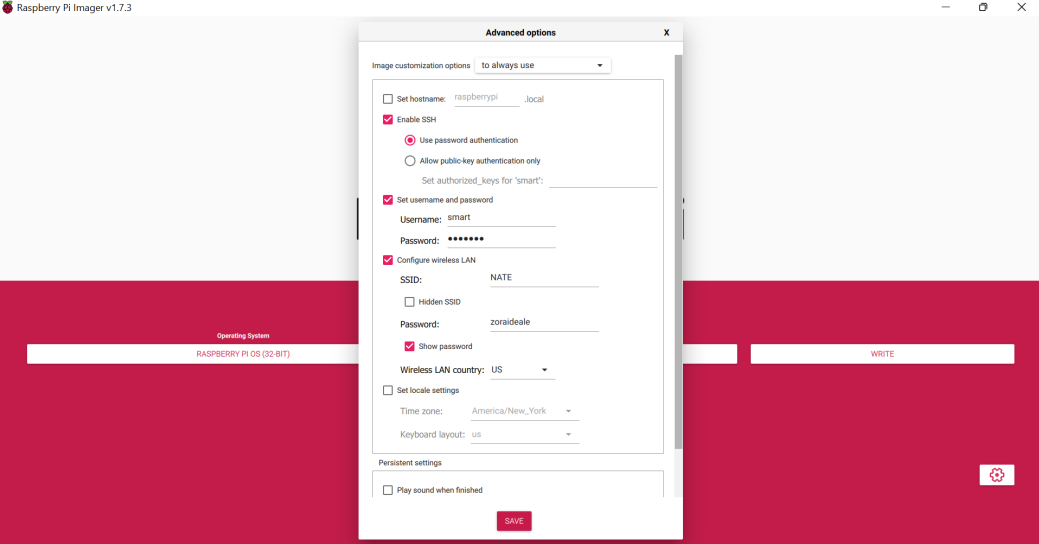 Raspberry Pi Imager v1.7.3
Advanced options X
Image customization options to always use
Set hostname: raspberrypi .local
Enable SSH
Use password authentication
Allow public-key authentication only
Set authorized_keys for 'smart':
Set username and password
Username: smart
Password: •••••••
Configure wireless LAN
SSID: NATE
Hidden SSID
Password: zoraideale
Show password
Wireless LAN country: US
Set locale settings
Time zone: America/New_York
Keyboard layout: us
Persistent settings
Play sound when finished
SAVE
Operating System
RASPBERRY PI OS (32-BIT)
WRITE